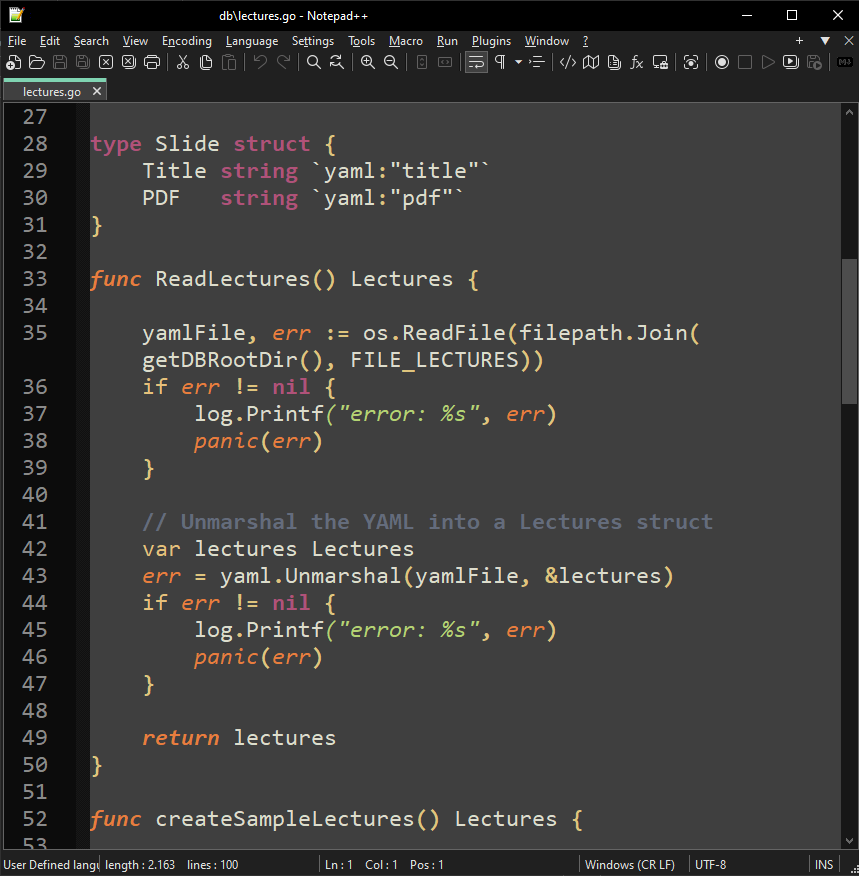 db\lectures.go - Notepad++
File Edit Search View Encoding Language Settings Tools Macro Run Plugins Window ?
lectures.go
27
28 type Slide struct {
29     Title string `yaml:"title"`
30     PDF   string `yaml:"pdf"`
31 }
32
33 func ReadLectures() Lectures {
34
35     yamlFile, err := os.ReadFile(filepath.Join(
    getDBRootDir(), FILE_LECTURES))
36     if err != nil {
37         log.Printf("error: %s", err)
38         panic(err)
39     }
40
41     // Unmarshal the YAML into a Lectures struct
42     var lectures Lectures
43     err = yaml.Unmarshal(yamlFile, &lectures)
44     if err != nil {
45         log.Printf("error: %s", err)
46         panic(err)
47     }
48
49     return lectures
50 }
51
52 func createSampleLectures() Lectures {
53
User Defined langu length : 2.163 lines : 100 Ln : 1 Col : 1 Pos : 1 Windows (CR LF) UTF-8 INS